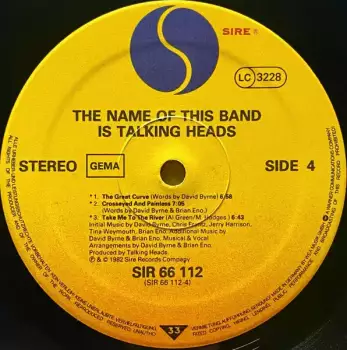 SIRE ®
LC 3228
THE NAME OF THIS BAND
IS TALKING HEADS
STEREO
GEMA
SIDE 4
*1. The Great Curve (Words by David Byrne) 6:58
*2. Crosseyed And Painless 7:05
(Words by David Byrne & Brian Eno.)
*3. Take Me To The River (Al Green/M. Hodges) 6:43
Initial Music by David Byrne, Chris Frantz, Jerry Harrison,
Tina Weymouth, Brian Eno. Additional Music by
David Byrne & Brian Eno. Musical & Vocal
Arrangements by David Byrne & Brian Eno.
Produced by Talking Heads.
℗ & © 1982 Sire Records Compagny
SIR 66 112
(SIR 66 112-4)
33